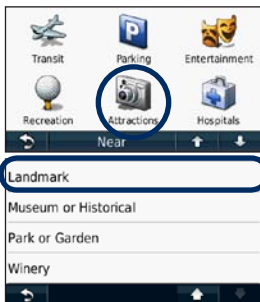 Transit Parking Entertainment
Recreation Attractions Hospitals
Near
Landmark
Museum or Historical
Park or Garden
Winery